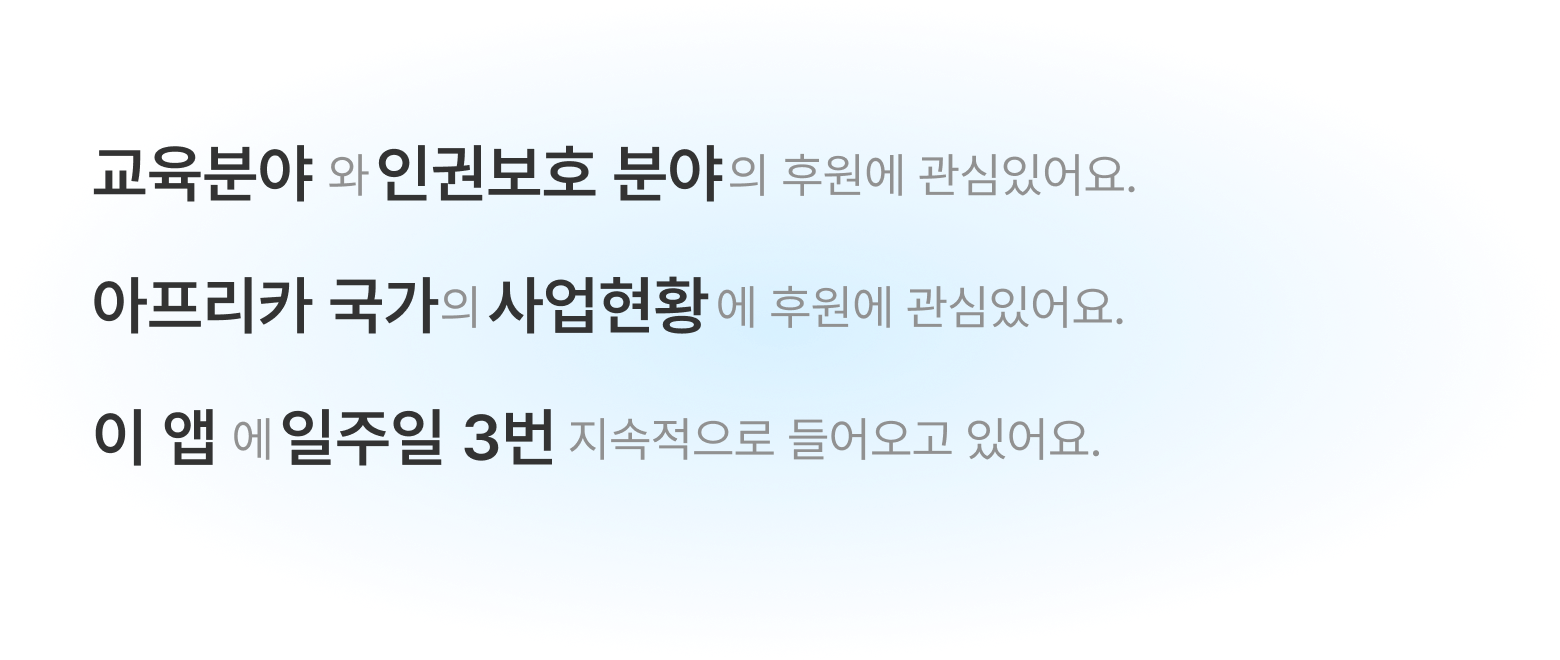 교육분야 와 인권보호 분야의 후원에 관심있어요.
아프리카 국가의 사업현황에 후원에 관심있어요.
이 앱 에 일주일 3번 지속적으로 들어오고 있어요.